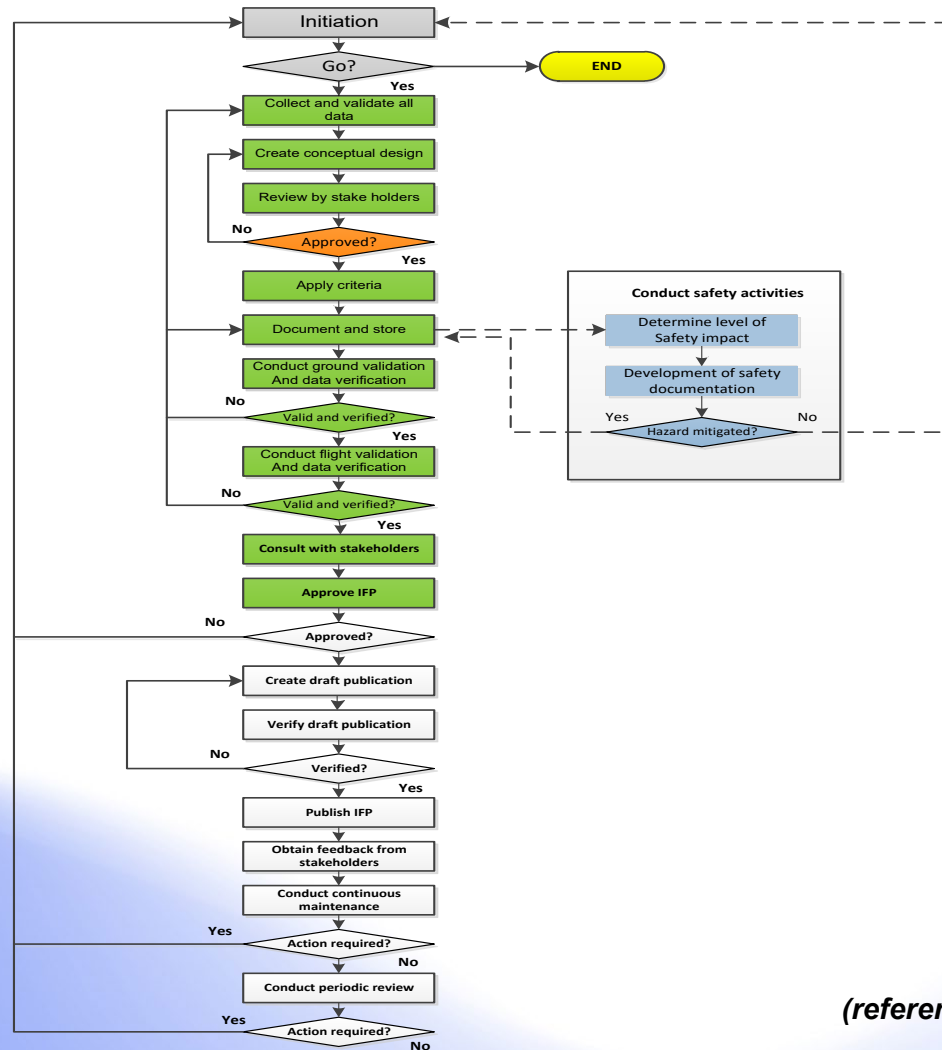 Initiation
Go?
END
Yes
Collect and validate all
data
Create conceptual design
Review by stake holders
No
Approved?
Yes
Apply criteria
Document and store
Conduct ground validation
And data verification
No
Valid and verified?
Yes
Conduct flight validation
And data verification
No
Valid and verified?
Yes
Consult with stakeholders
Approve IFP
No
Approved?
Create draft publication
Verify draft publication
No
Verified?
Yes
Publish IFP
Obtain feedback from
stakeholders
Conduct continuous
maintenance
Yes
Action required?
No
Conduct periodic review
Yes
Action required?
No
Conduct safety activities
Determine level of
Safety impact
Development of safety
documentation
Yes
No
Hazard mitigated?
(referen